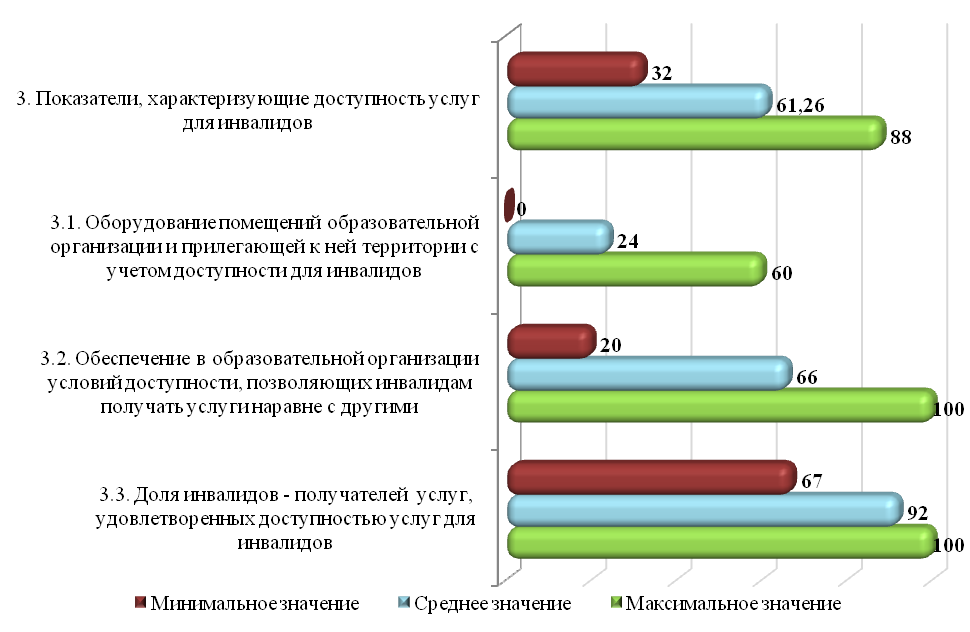 3. Показатели, характеризующие доступность услуг
для инвалидов
32
61,26
88
3.1. Оборудование помещений образовательной
организации и прилегающей к ней территории с
учетом доступности для инвалидов
0
24
60
3.2. Обеспечение в образовательной организации
условий доступности, позволяющих инвалидам
получать услуги наравне с другими
20
66
100
3.3. Доля инвалидов - получателей услуг,
удовлетворенных доступностью услуг для
инвалидов
67
92
100
Минимальное значение
Среднее значение
Максимальное значение